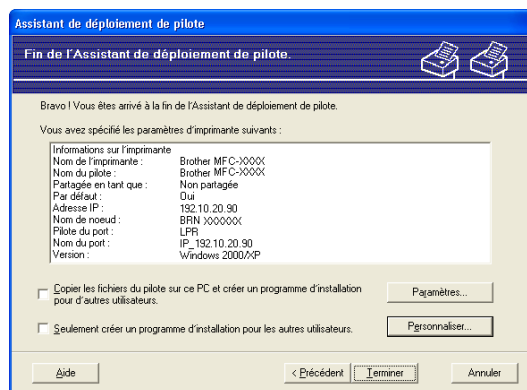 Assistant de déploiement de pilote
Fin de l'Assistant de déploiement de pilote.
Bravo ! Vous êtes arrivé à la fin de l'Assistant de déploiement de pilote.
Vous avez spécifié les paramètres d'imprimante suivants :
Informations sur l'imprimante
Nom de l'imprimante : Brother MFC-XXXX
Nom du pilote : Brother MFC-XXXX
Partagée en tant que : Non partagée
Par défaut : Oui
Adresse IP : 192.10.20.90
Nom de noeud : BRN XXXXXX
Pilote du port : LPR
Nom du port : IP_192.10.20.90
Version : Windows 2000/XP
Copier les fichiers du pilote sur ce PC et créer un programme d'installation
pour d'autres utilisateurs.
Paramètres...
Seulement créer un programme d'installation pour les autres utilisateurs.
Personnaliser...
Aide
< Précédent
Terminer
Annuler